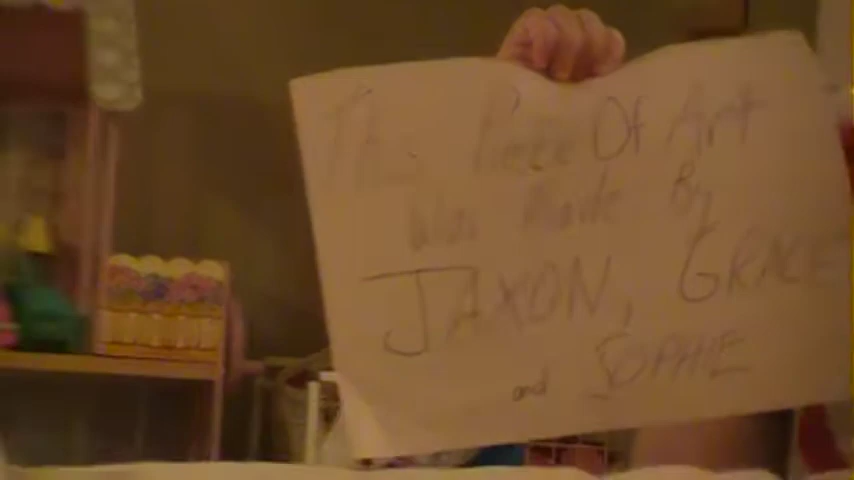 This Piece Of Art
Was Made By
JAXON, GRACE
and SOPHIE